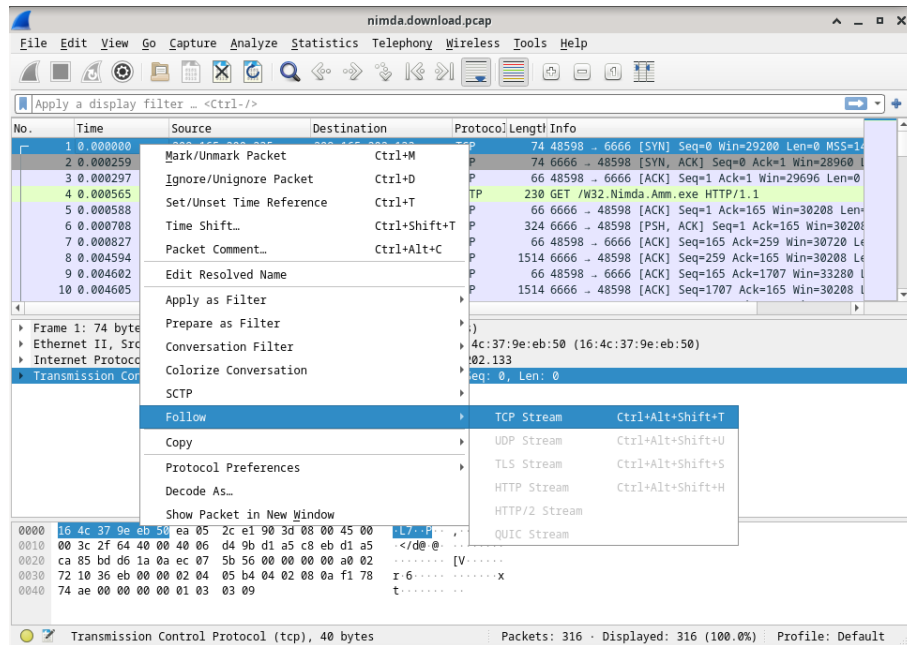 nimda.download.pcap
File Edit View Go Capture Analyze Statistics Telephony Wireless Tools Help
Apply a display filter … <Ctrl-/>
No. Time Source Destination Protocol Length Info
1 0.000000 74 48598 → 6666 [SYN] Seq=0 Win=29200 Len=0 MSS=14
2 0.000259 P 74 6666 → 48598 [SYN, ACK] Seq=0 Ack=1 Win=28960 L
3 0.000297 P 66 48598 → 6666 [ACK] Seq=1 Ack=1 Win=29696 Len=0
4 0.000565 TP 230 GET /W32.Nimda.Amm.exe HTTP/1.1
5 0.000588 P 66 6666 → 48598 [ACK] Seq=1 Ack=165 Win=30208 Len=
6 0.000708 P 324 6666 → 48598 [PSH, ACK] Seq=1 Ack=165 Win=30208
7 0.000827 P 66 48598 → 6666 [ACK] Seq=165 Ack=259 Win=30720 Le
8 0.004594 P 1514 6666 → 48598 [ACK] Seq=259 Ack=165 Win=30208 Le
9 0.004602 P 66 48598 → 6666 [ACK] Seq=165 Ack=1707 Win=33280 L
10 0.004605 P 1514 6666 → 48598 [ACK] Seq=1707 Ack=165 Win=30208 L
Mark/Unmark Packet Ctrl+M
Ignore/Unignore Packet Ctrl+D
Set/Unset Time Reference Ctrl+T
Time Shift… Ctrl+Shift+T
Packet Comment… Ctrl+Alt+C
Edit Resolved Name
Apply as Filter
Prepare as Filter
Conversation Filter
Colorize Conversation
SCTP
Follow
Copy
Protocol Preferences
Decode As…
Show Packet in New Window
TCP Stream Ctrl+Alt+Shift+T
UDP Stream Ctrl+Alt+Shift+U
TLS Stream Ctrl+Alt+Shift+S
HTTP Stream Ctrl+Alt+Shift+H
HTTP/2 Stream
QUIC Stream
Frame 1: 74 byte s)
Ethernet II, Src 4c:37:9e:eb:50 (16:4c:37:9e:eb:50)
Internet Protoco 202.133
Transmission Con Seq: 0, Len: 0
0000 16 4c 37 9e eb 50 ea 05 2c e1 90 3d 08 00 45 00 ·L7··P··
0010 00 3c 2f 64 40 00 40 06 d4 9b d1 a5 c8 eb d1 a5 ·</d@·@·
0020 ca 85 bd d6 1a 0a ec 07 5b 56 00 00 00 00 a0 02 ········ [V······
0030 72 10 36 eb 00 00 02 04 05 b4 04 02 08 0a f1 78 r·6····· ·······x
0040 74 ae 00 00 00 00 01 03 03 09 t······· ··
Transmission Control Protocol (tcp), 40 bytes Packets: 316 · Displayed: 316 (100.0%) Profile: Default